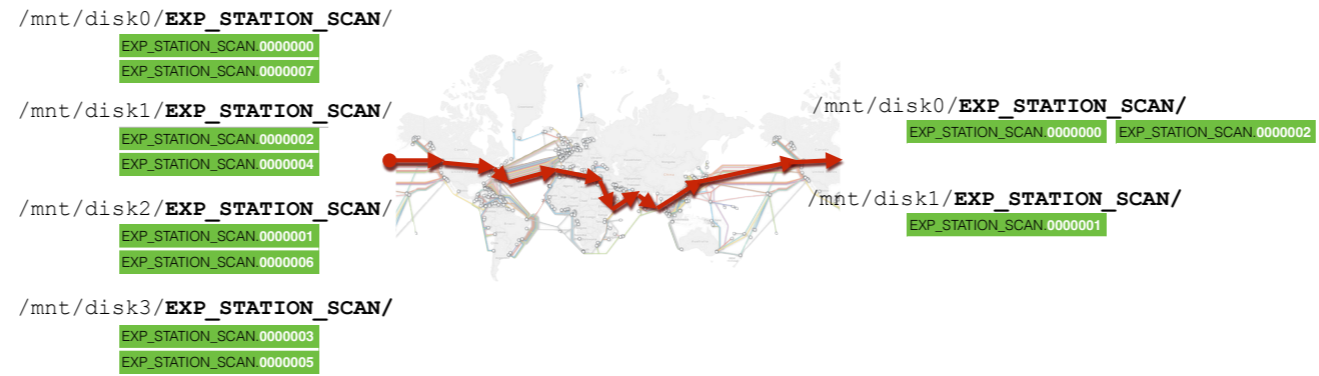 /mnt/disk0/EXP_STATION_SCAN/
EXP_STATION_SCAN.0000000
EXP_STATION_SCAN.0000007
/mnt/disk1/EXP_STATION_SCAN/
EXP_STATION_SCAN.0000002
EXP_STATION_SCAN.0000004
/mnt/disk2/EXP_STATION_SCAN/
EXP_STATION_SCAN.0000001
EXP_STATION_SCAN.0000006
/mnt/disk3/EXP_STATION_SCAN/
EXP_STATION_SCAN.0000003
EXP_STATION_SCAN.0000005
/mnt/disk0/EXP_STATION_SCAN/
EXP_STATION_SCAN.0000000 EXP_STATION_SCAN.0000002
/mnt/disk1/EXP_STATION_SCAN/
EXP_STATION_SCAN.0000001